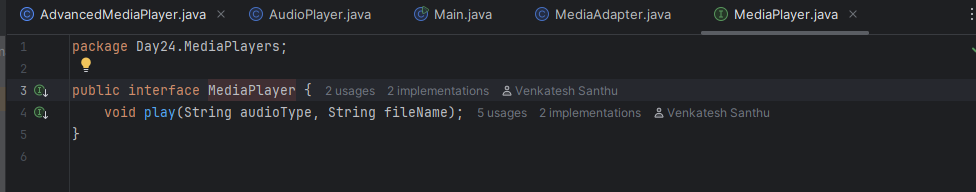 AdvancedMediaPlayer.java × AudioPlayer.java Main.java MediaAdapter.java MediaPlayer.java ×
1 package Day24.MediaPlayers;
2
3 public interface MediaPlayer { 2 usages 2 implementations Venkatesh Santhu
4 void play(String audioType, String fileName); 5 usages 2 implementations Venkatesh Santhu
5 }
6